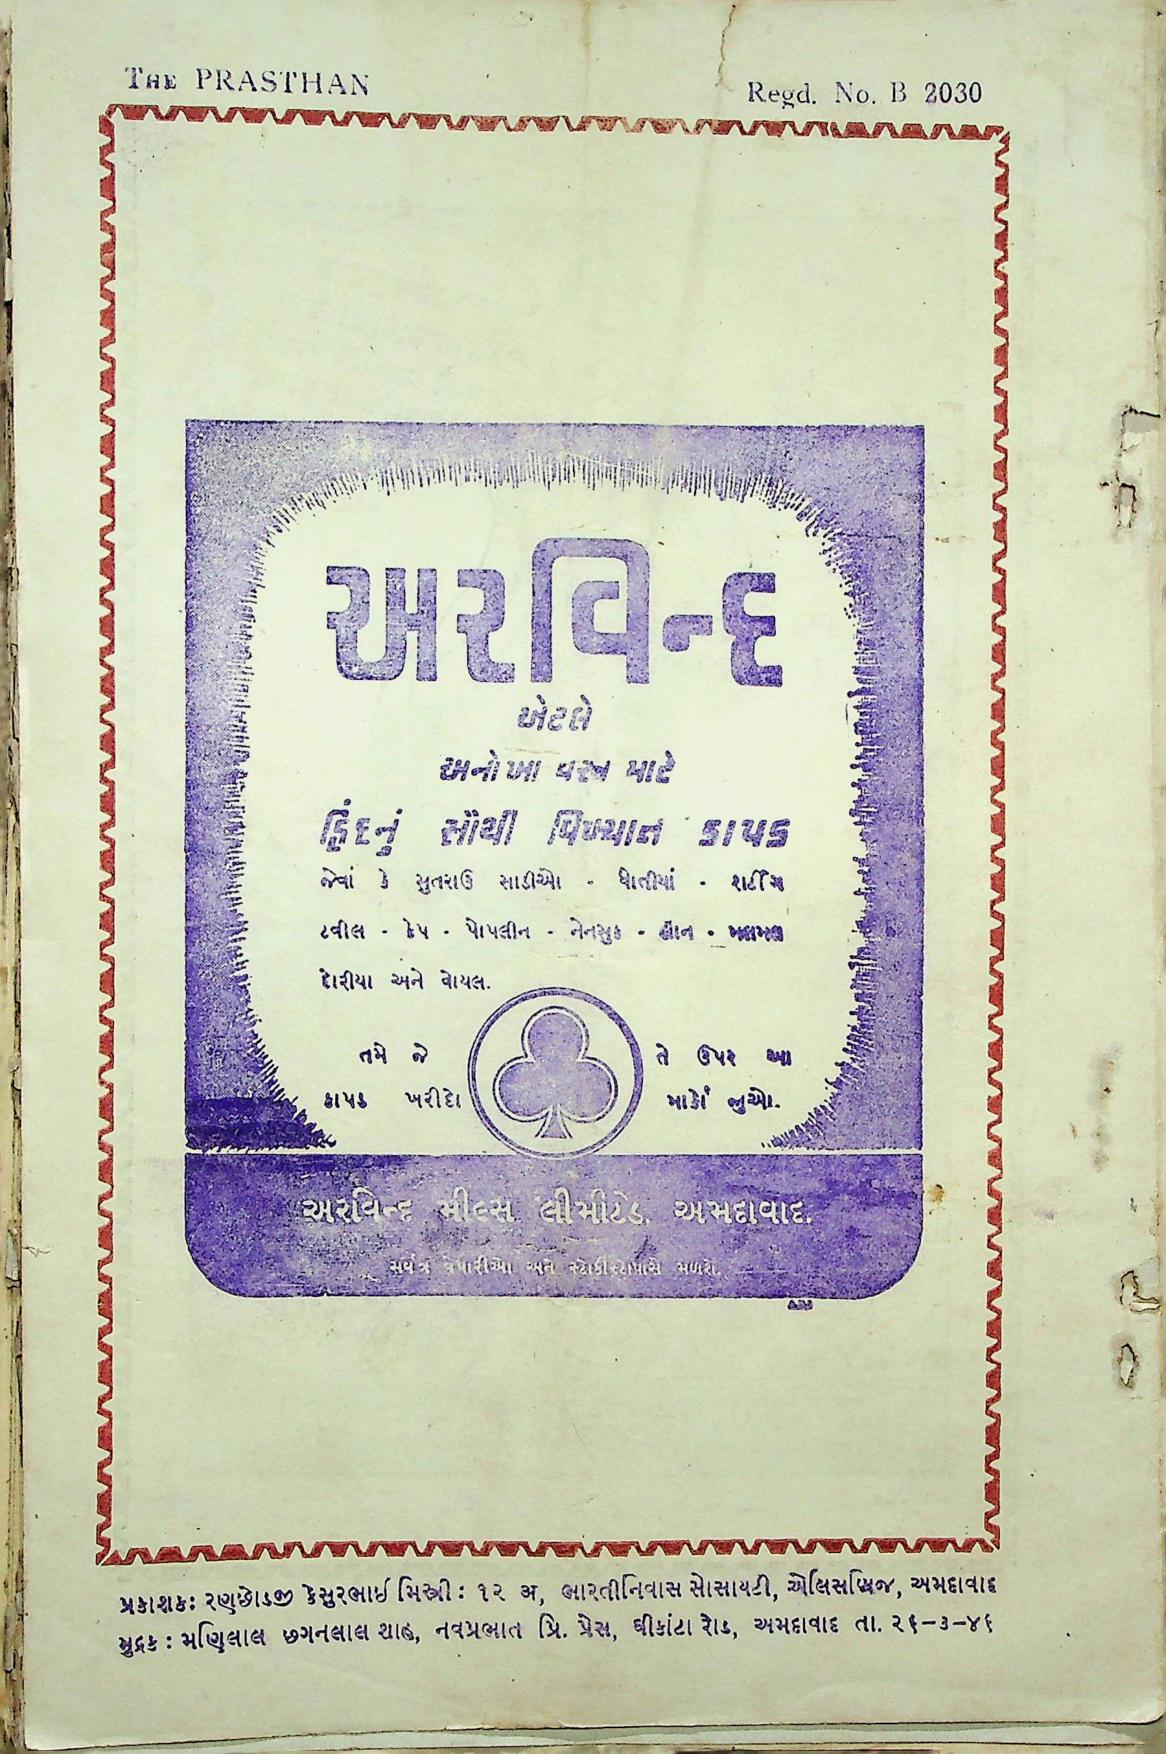 THE PRASTHAN
Regd. No. B 2030
અરવિન્દ
એટલે
અનોખા વસ્ત્ર માટે
હિંદનું સૌથી વિખ્યાત કાપડ
જેવાં કે સુતરાઉ સાડીઓ - ધોતીયાં - શર્ટીંગ
ટવીલ - ક્રેપ - પોપલીન - નેનસુક - લોન - મલમલ
દોરીયા અને વોયલ.
તમે જે તે ઉપર આ
કાપડ ખરીદો માર્કો જુઓ.
અરવિન્દ મીલ્સ લીમીટેડ. અમદાવાદ.
સર્વત્ર વેપારીઓ અને સ્ટોકીસ્ટોપાસે મળશે.
પ્રકાશક: રણછોડજી કેસુરભાઈ મિસ્ત્રી : ૧૨ અ, ભારતીનિવાસ સોસાયટી, એલિસબ્રિજ, અમદાવાદ
મુદ્રક : મણિલાલ છગનલાલ શાહ, નવપ્રભાત પ્રિ. પ્રેસ, ઘીકાંટા રોડ, અમદાવાદ તા. ૨૬-૩-૪૬